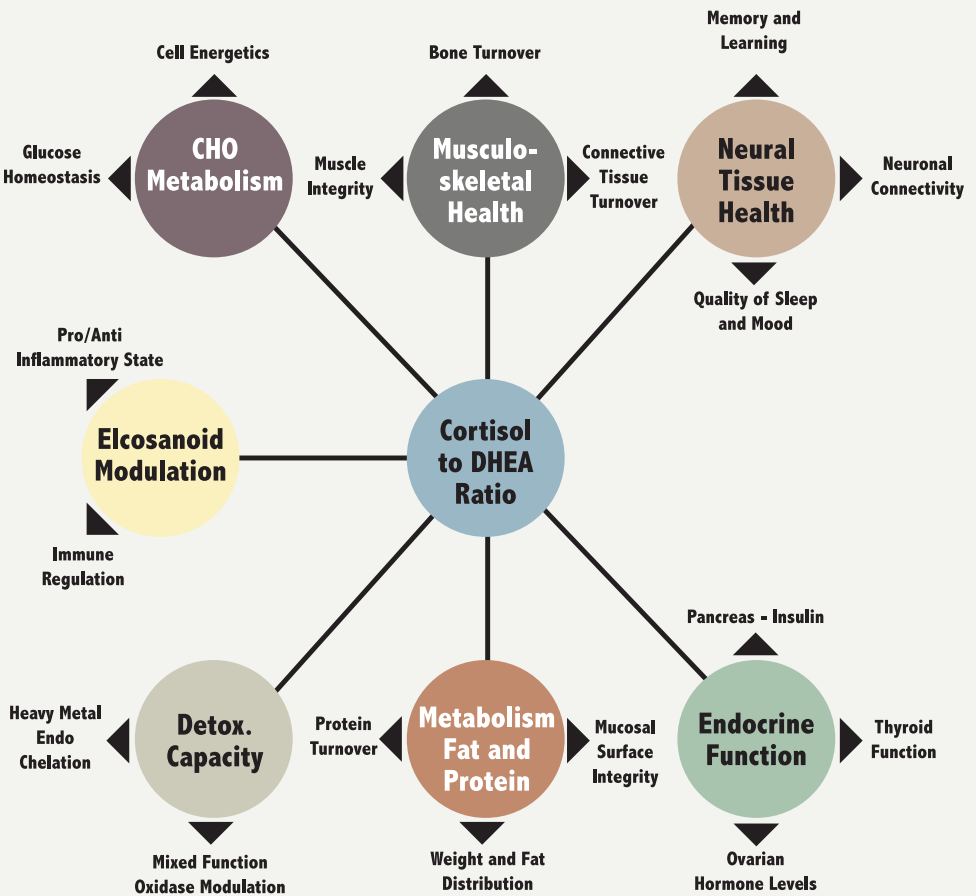 Cell Energetics
Glucose
Homeostasis
CHO
Metabolism
Bone Turnover
Muscle
Integrity
Musculo-
skeletal
Health
Connective
Tissue
Turnover
Memory and
Learning
Neural
Tissue
Health
Neuronal
Connectivity
Quality of Sleep
and Mood
Pro/Anti
Inflammatory State
Elcosanoid
Modulation
Immune
Regulation
Cortisol
to DHEA
Ratio
Heavy Metal
Endo
Chelation
Detox.
Capacity
Mixed Function
Oxidase Modulation
Protein
Turnover
Metabolism
Fat and
Protein
Mucosal
Surface
Integrity
Weight and Fat
Distribution
Pancreas - Insulin
Endocrine
Function
Thyroid
Function
Ovarian
Hormone Levels